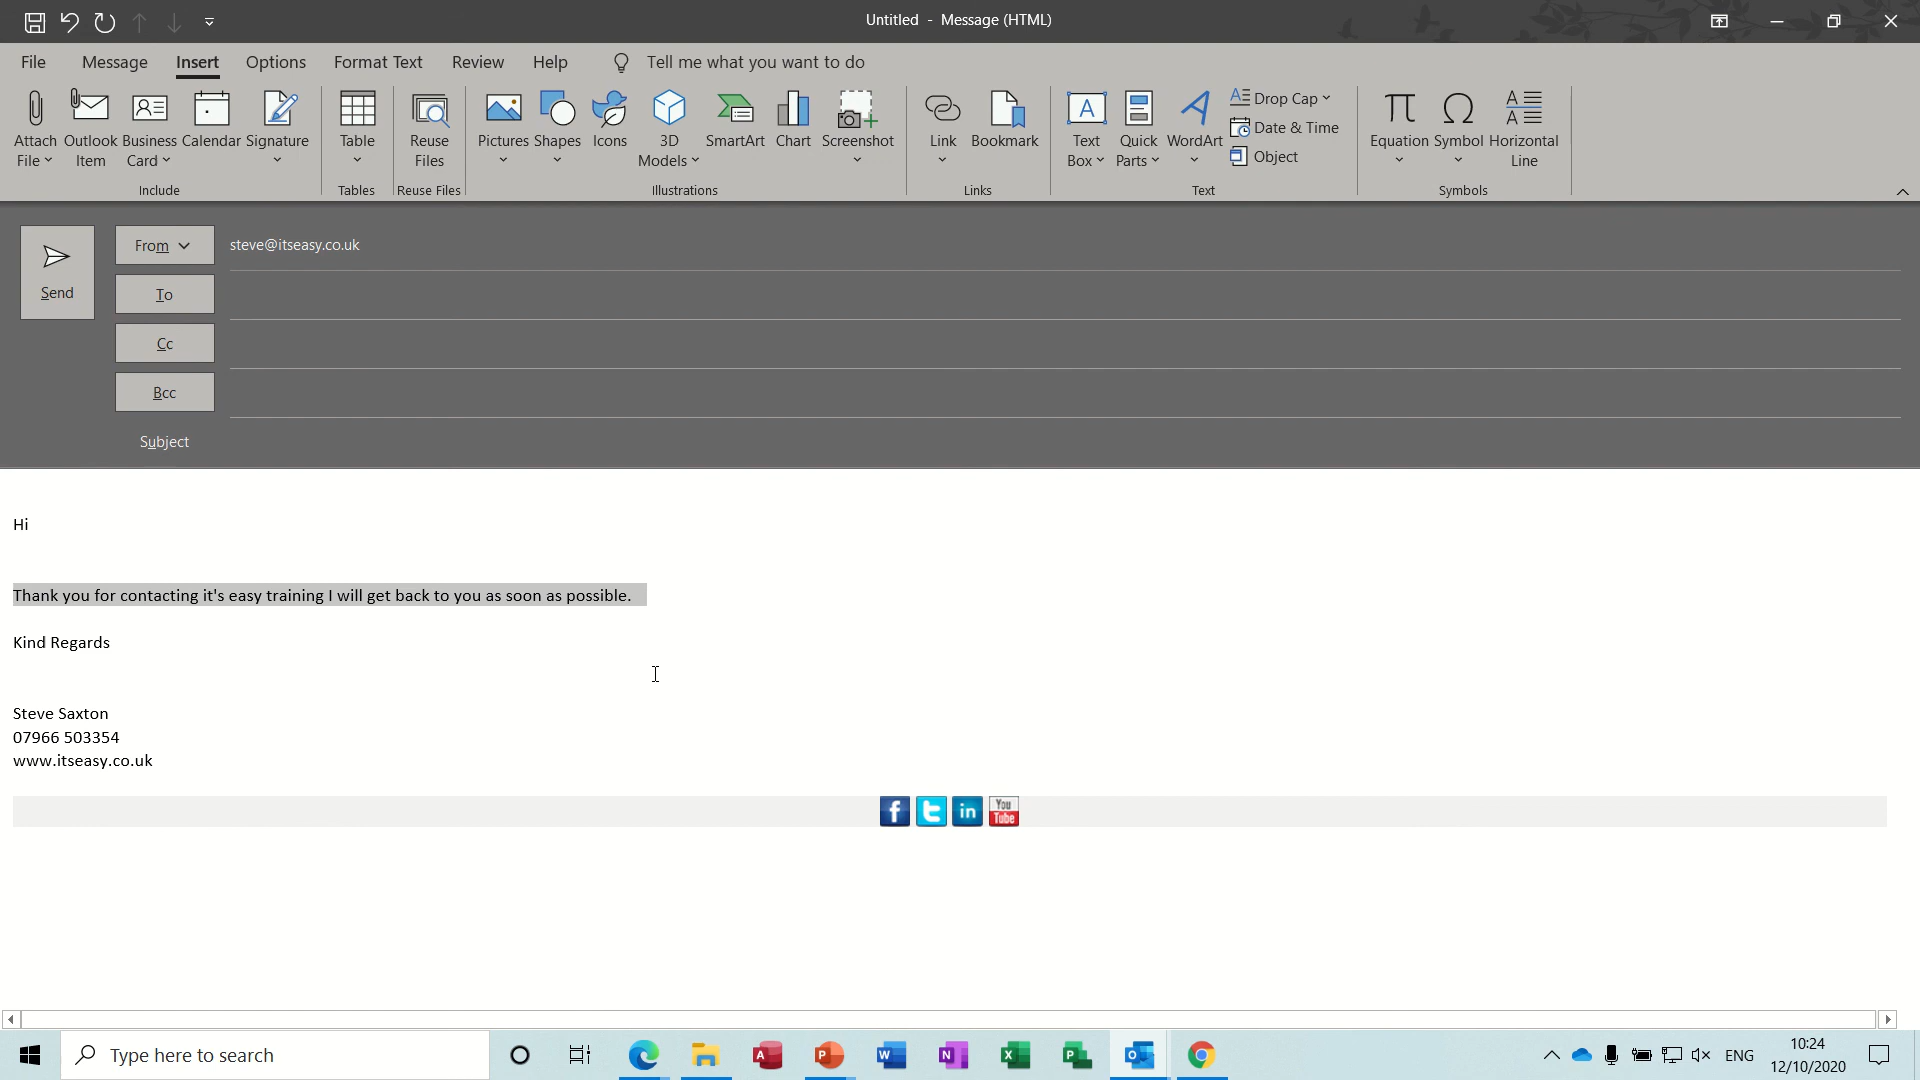 Untitled - Message (HTML)
File Message Insert Options Format Text Review Help Tell me what you want to do
Attach File
Outlook Item
Business Card
Calendar
Signature
Table
Reuse Files
Pictures
Shapes
Icons
3D Models
SmartArt
Chart
Screenshot
Link
Bookmark
Text Box
Quick Parts
WordArt
Drop Cap
Date & Time
Object
Equation
Symbol
Horizontal Line
Include Tables Reuse Files Illustrations Links Text Symbols
Send
From steve@itseasy.co.uk
To
Cc
Bcc
Subject
Hi
Thank you for contacting it's easy training I will get back to you as soon as possible.
Kind Regards
Steve Saxton
07966 503354
www.itseasy.co.uk
f t in You Tube
Type here to search
A P W N X P O
ENG
10:24
12/10/2020